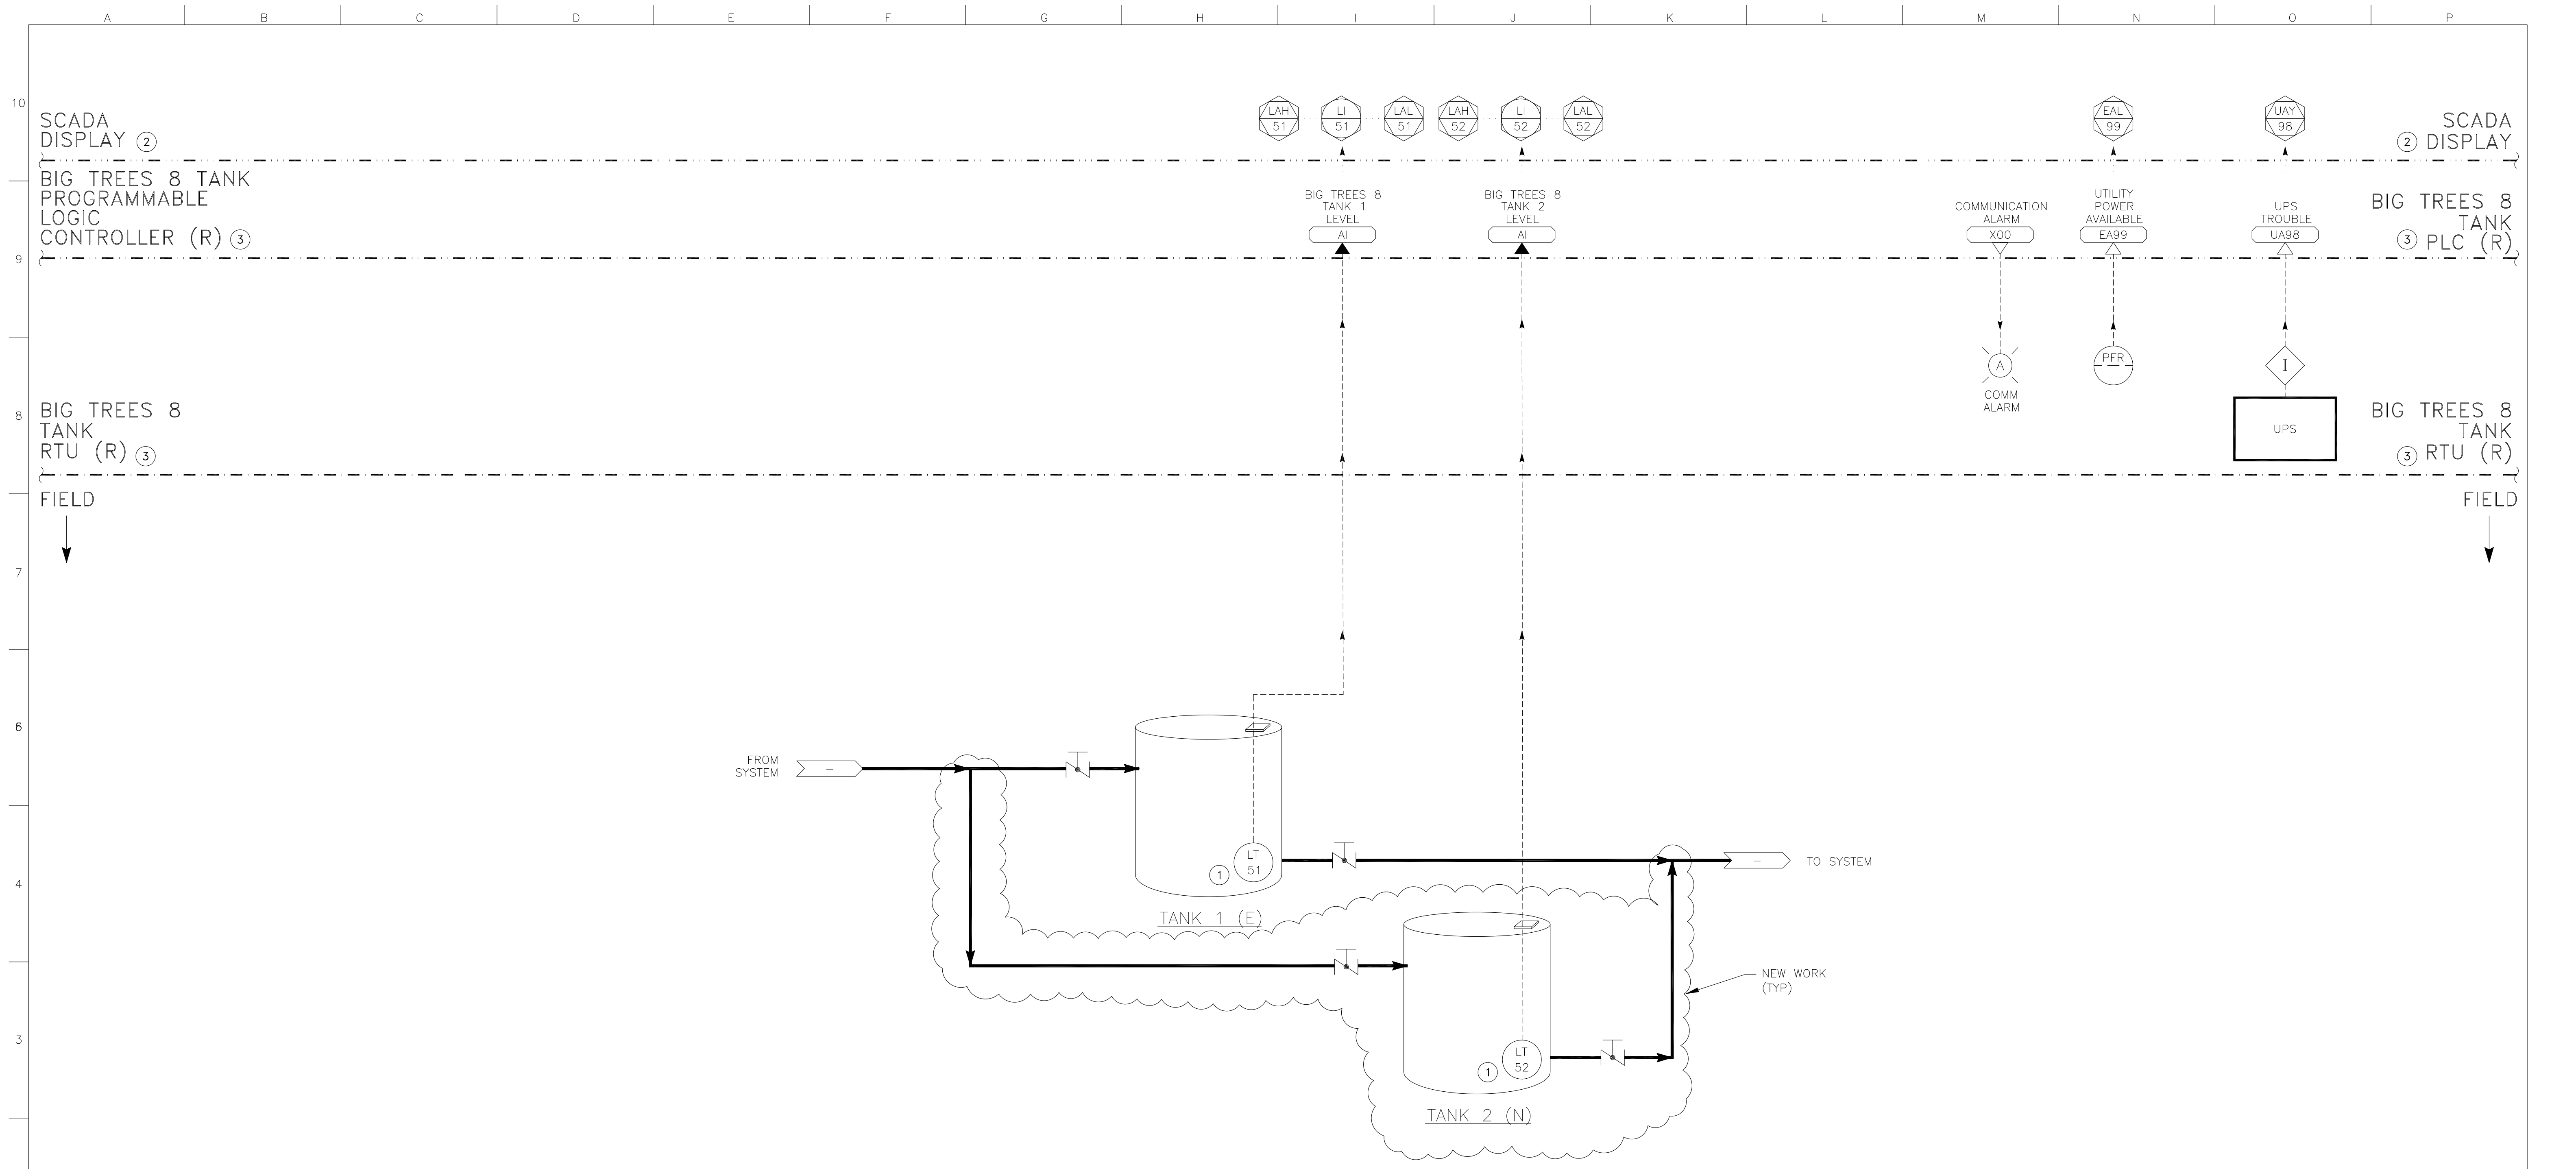 A B C D E F G H I J K L M N O P
10
SCADA
DISPLAY 2
LAH
51
LI
51
LAL
51
LAH
52
LI
52
LAL
52
EAL
99
UAY
98
SCADA
2 DISPLAY
BIG TREES 8 TANK
PROGRAMMABLE
LOGIC
CONTROLLER (R) 3
BIG TREES 8
TANK 1
LEVEL
AI
BIG TREES 8
TANK 2
LEVEL
AI
COMMUNICATION
ALARM
X00
UTILITY
POWER
AVAILABLE
EA99
UPS
TROUBLE
UA98
BIG TREES 8
TANK
3 PLC (R)
9
A
COMM
ALARM
PFR
I
UPS
8
BIG TREES 8
TANK
RTU (R) 3
BIG TREES 8
TANK
3 RTU (R)
FIELD
FIELD
7
FROM
SYSTEM
–
LT
51
1
TANK 1 (E)
–
TO SYSTEM
4
NEW WORK
(TYP)
3
LT
52
1
TANK 2 (N)